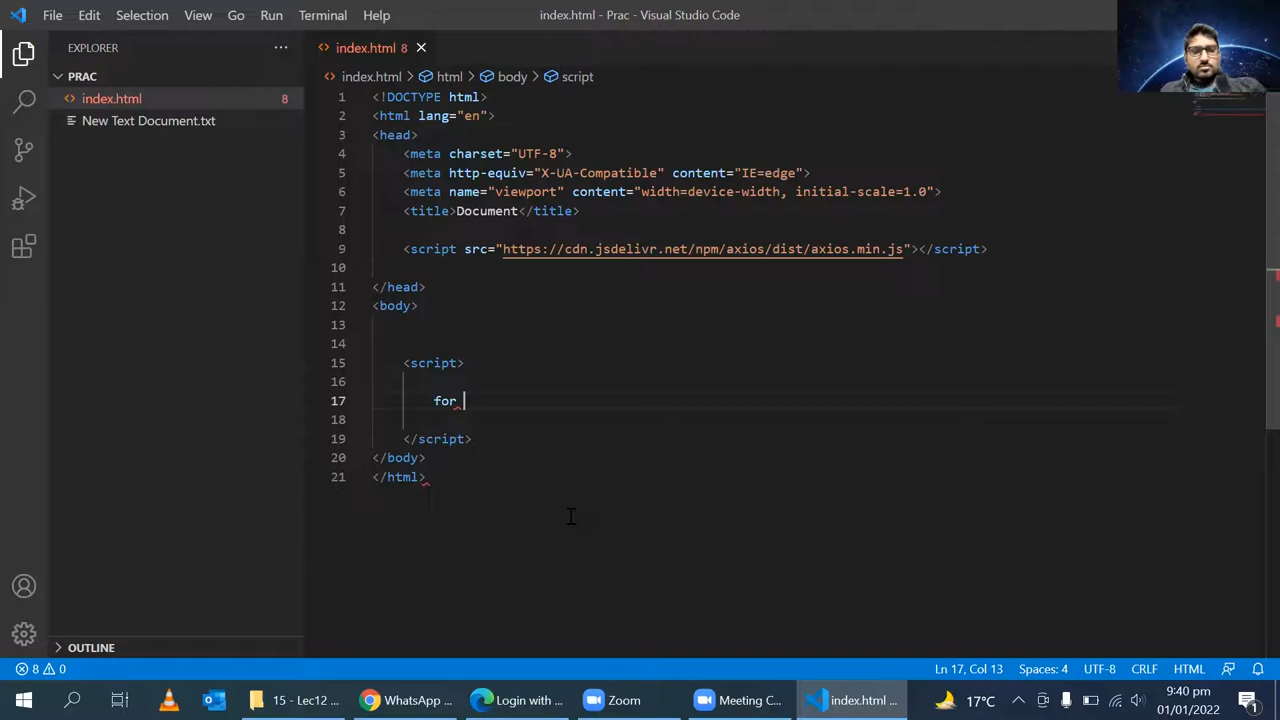 File Edit Selection View Go Run Terminal Help index.html - Prac - Visual Studio Code
EXPLORER ··· <> index.html 8 ×
PRAC
<> index.html 8
New Text Document.txt
<> index.html > html > body > script
1 <!DOCTYPE html>
2 <html lang="en">
3 <head>
4 <meta charset="UTF-8">
5 <meta http-equiv="X-UA-Compatible" content="IE=edge">
6 <meta name="viewport" content="width=device-width, initial-scale=1.0">
7 <title>Document</title>
8
9 <script src="https://cdn.jsdelivr.net/npm/axios/dist/axios.min.js"></script>
10
11 </head>
12 <body>
13
14
15 <script>
16
17 for
18
19 </script>
20 </body>
21 </html>
OUTLINE
8 0 Ln 17, Col 13 Spaces: 4 UTF-8 CRLF HTML
15 - Lec12 WhatsApp ... Login with ... Zoom Meeting C... index.html ... 17°C 9:40 pm
01/01/2022 1